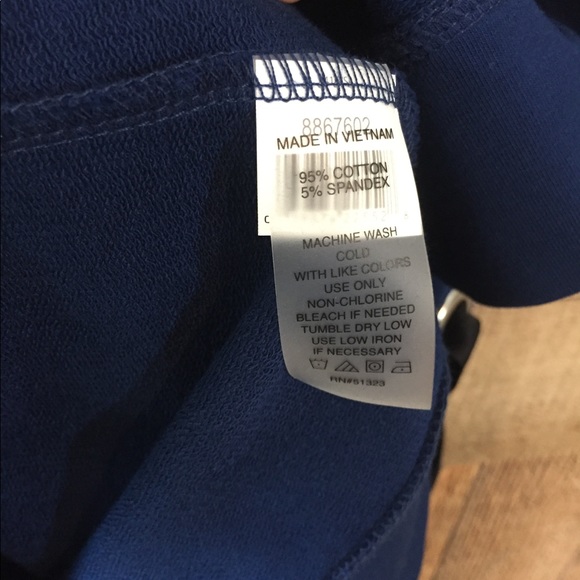 8867602
MADE IN VIETNAM
95% COTTON
5% SPANDEX
MACHINE WASH
COLD
WITH LIKE COLORS
USE ONLY
NON-CHLORINE
BLEACH IF NEEDED
TUMBLE DRY LOW
USE LOW IRON
IF NECESSARY
RN#51323